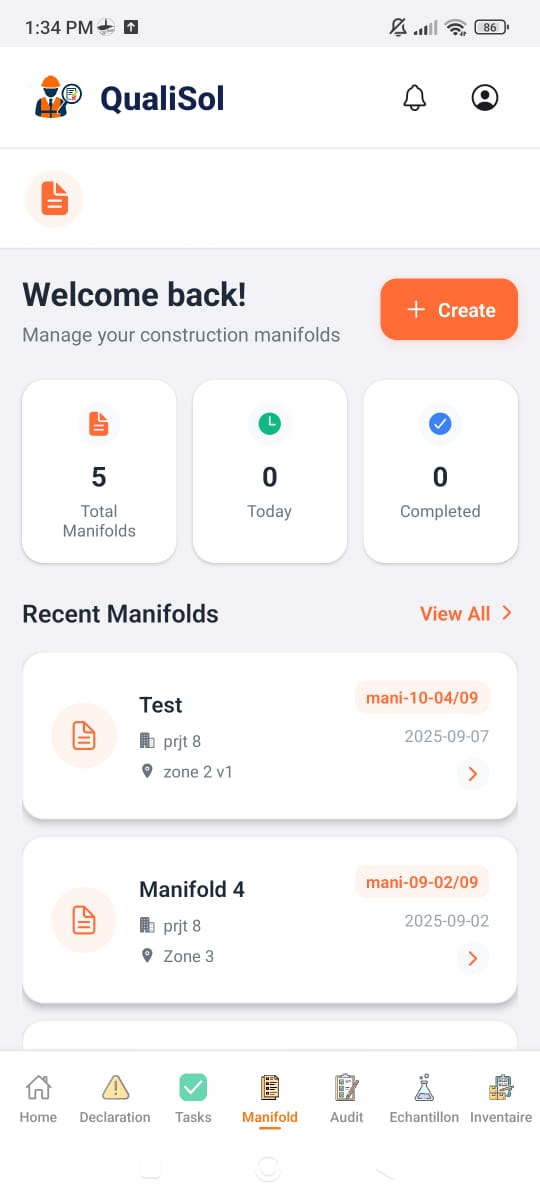 1:34 PM
86
QualiSol
Welcome back!
Manage your construction manifolds
+ Create
5
Total
Manifolds
0
Today
0
Completed
Recent Manifolds
View All
Test
prjt 8
zone 2 v1
mani-10-04/09
2025-09-07
Manifold 4
prjt 8
Zone 3
mani-09-02/09
2025-09-02
Home
Declaration
Tasks
Manifold
Audit
Echantillon
Inventaire